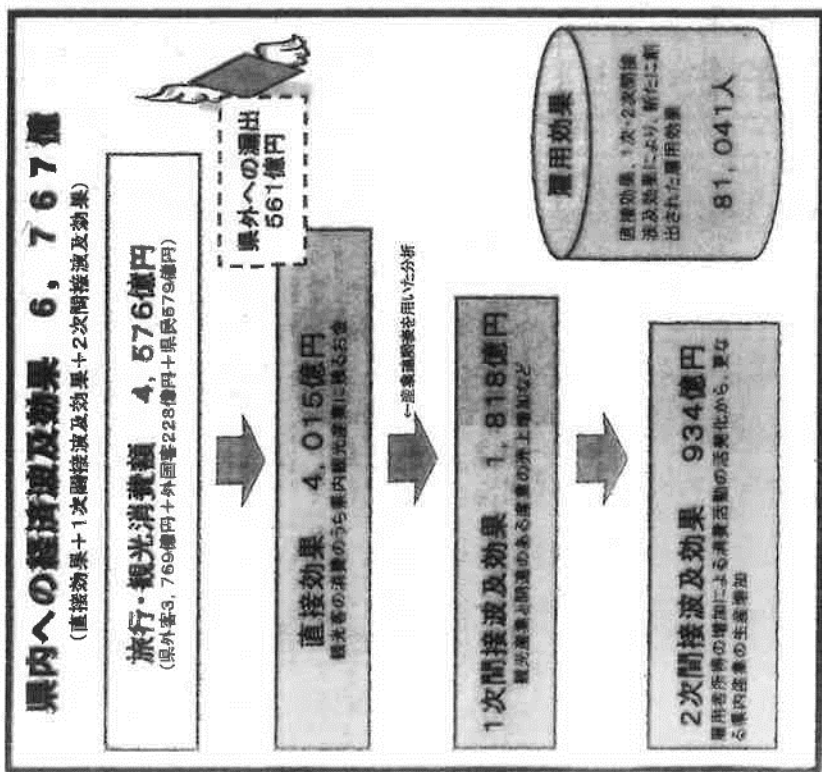 県内への経済波及効果 6,767億
(直接効果+1次間接波及効果+2次間接波及効果)
旅行・観光消費額 4,576億円
(県外客3,769億円+外国客228億円+県民579億円)
県外への漏出
561億円
直接効果 4,015億円
観光客の消費のうち県内観光産業に残るお金
←産業連関表を用いた分析
1次間接波及効果 1,818億円
観光産業と関連のある産業の売上増加など
2次間接波及効果 934億円
雇用者所得の増加による消費活動の活発化から、更な
る県内産業の生産増加
雇用効果
直接効果、1次・2次間接
波及効果により、新たに創
出された雇用効果
81,041人